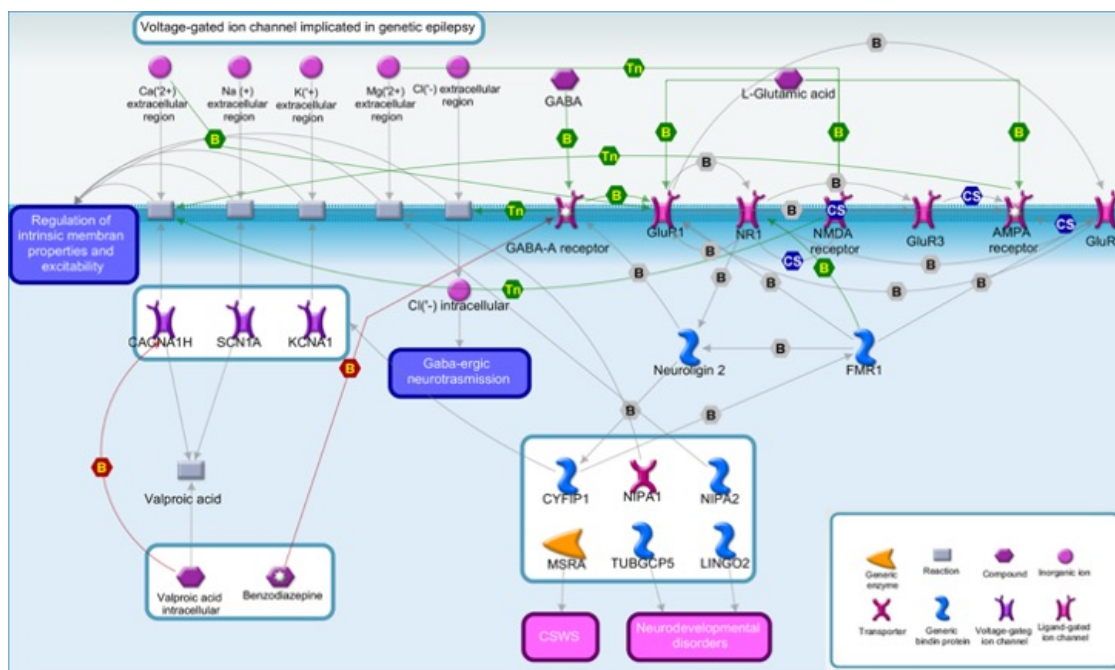 Voltage-gated ion channel implicated in genetic epilepsy
B
Tn
Ca('2+)
extracellular
region
Na (+)
extracellular
region
K('+)
extracellular
region
Mg('2+)
extracellular
region
Cl('-) extracellular
region
GABA
L-Glutamic acid
B
B
B
B
B
Tn
B
B
B
Regulation of
intrinsic membran
properties and
excitability
Tn
B
CS
CS
CS
GABA-A receptor
GluR1
NR1
NMDA
receptor
GluR3
AMPA
receptor
GluR
CS
B
B
B
B
B
B
B
Tn
Cl('-) intracellular
CACNA1H
SCN1A
KCNA1
Gaba-ergic
neurotrasmission
B
Neuroligin 2
B
FMR1
B
B
B
Valproic acid
CYFIP1
NIPA1
NIPA2
MSRA
TUBGCP5
LINGO2
Valproic acid
intracellular
Benzodiazepine
CSWS
Neurodevelopmental
disorders
Generic
enzyme
Reaction
Compound
Inorganic ion
Transporter
Generic
bindin protein
Voltage-gateg
ion channel
Ligand-gated
ion channel